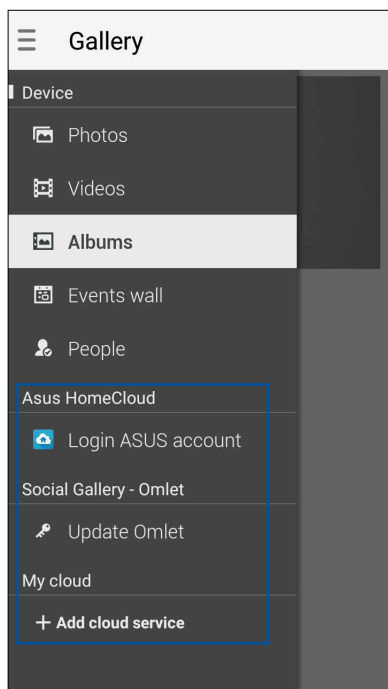 Gallery
Device
Photos
Videos
Albums
Events wall
People
Asus HomeCloud
Login ASUS account
Social Gallery - Omlet
Update Omlet
My cloud
+ Add cloud service